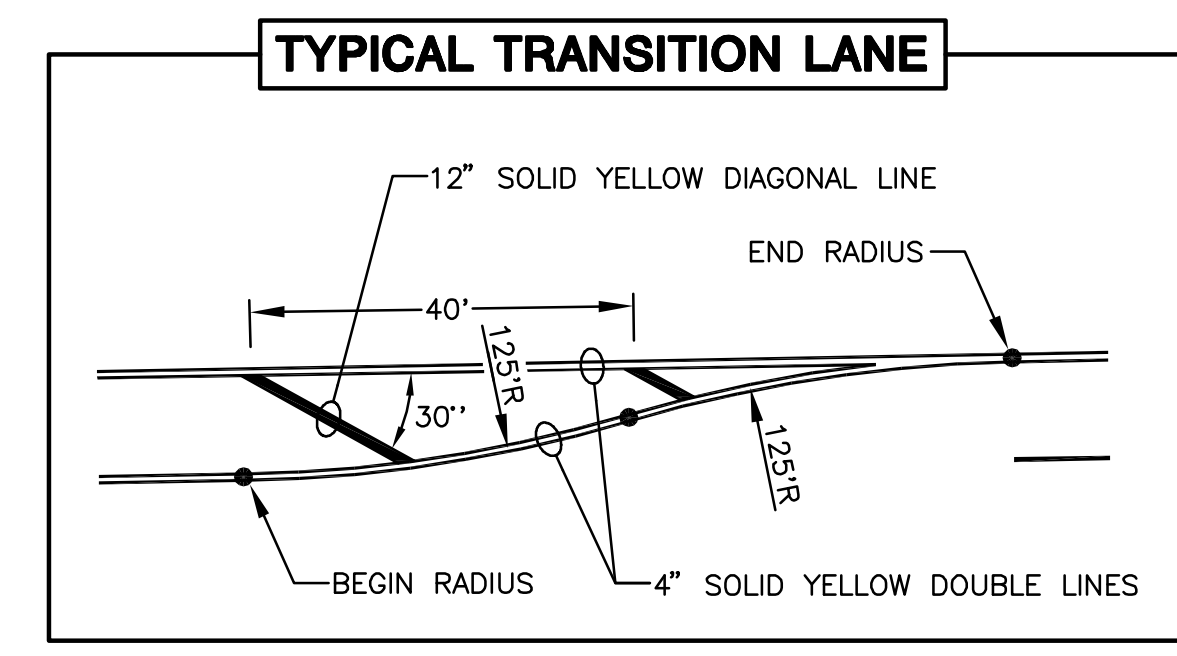 TYPICAL TRANSITION LANE
12" SOLID YELLOW DIAGONAL LINE
END RADIUS
40'
125'R
30''
125'R
BEGIN RADIUS
4" SOLID YELLOW DOUBLE LINES